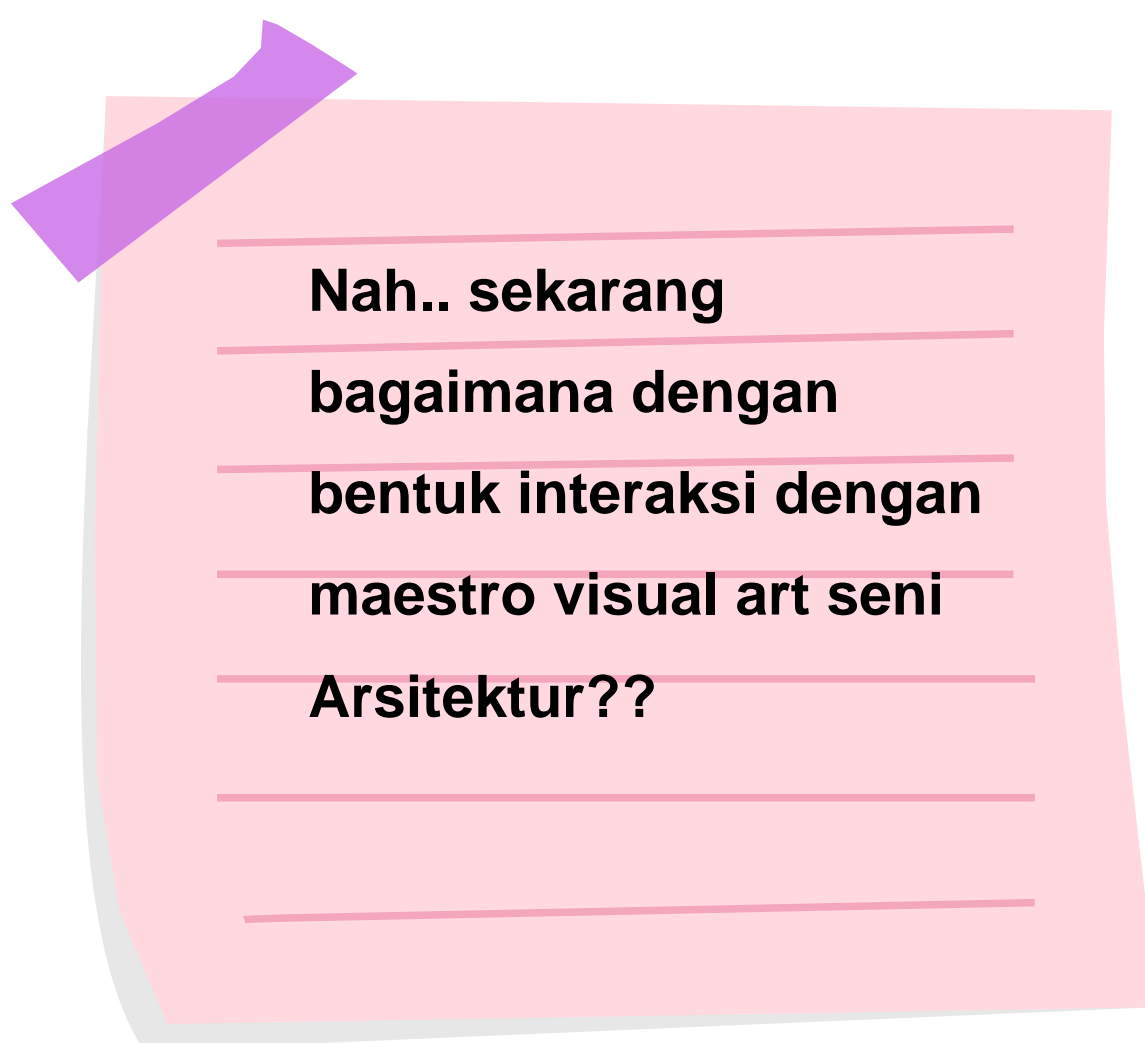 Nah.. sekarang
bagaimana dengan
bentuk interaksi dengan
maestro visual art seni
Arsitektur??